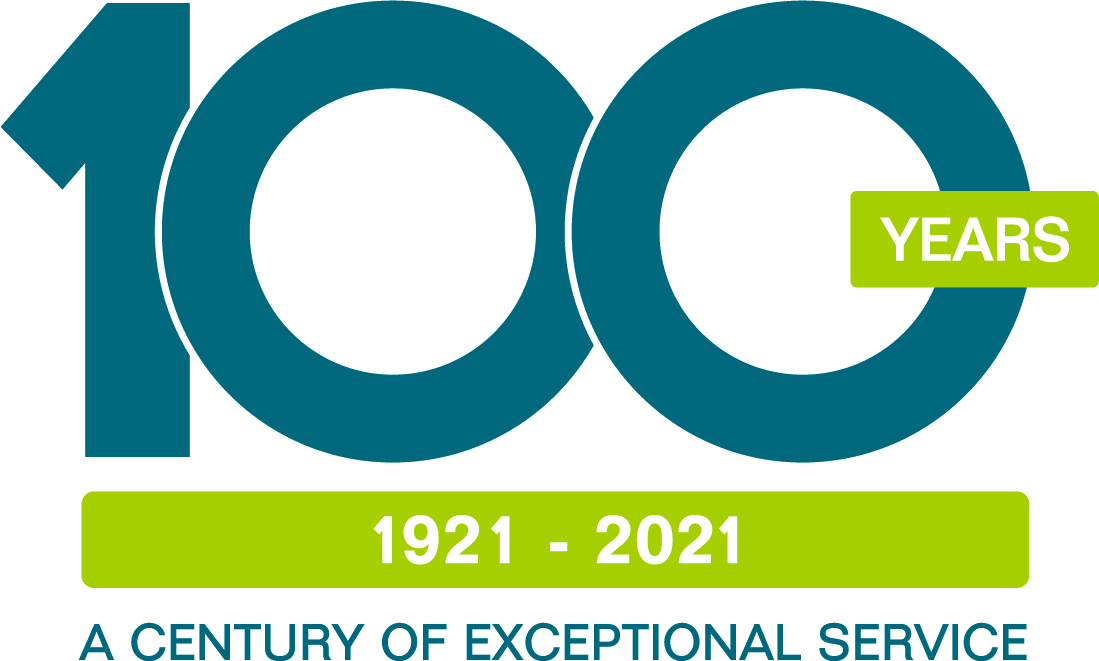 100
YEARS
1921 - 2021
A CENTURY OF EXCEPTIONAL SERVICE